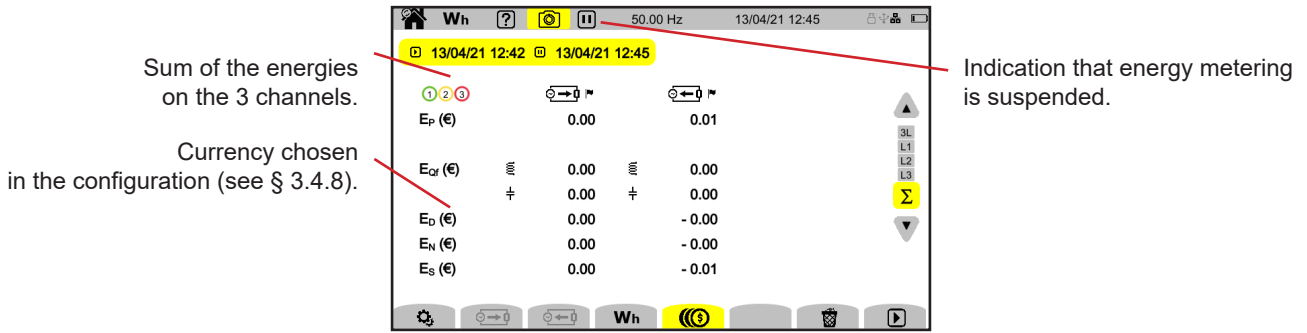 Wh ? 50.00 Hz 13/04/21 12:45
13/04/21 12:42 13/04/21 12:45
Sum of the energies
on the 3 channels.
Indication that energy metering
is suspended.
1 2 3
EP (€) 0.00 0.01
3L
L1
L2
L3
Currency chosen
in the configuration (see § 3.4.8).
EQf (€) 0.00 0.00
0.00 0.00
Σ
ED (€) 0.00 - 0.00
EN (€) 0.00 - 0.00
ES (€) 0.00 - 0.01
Wh $